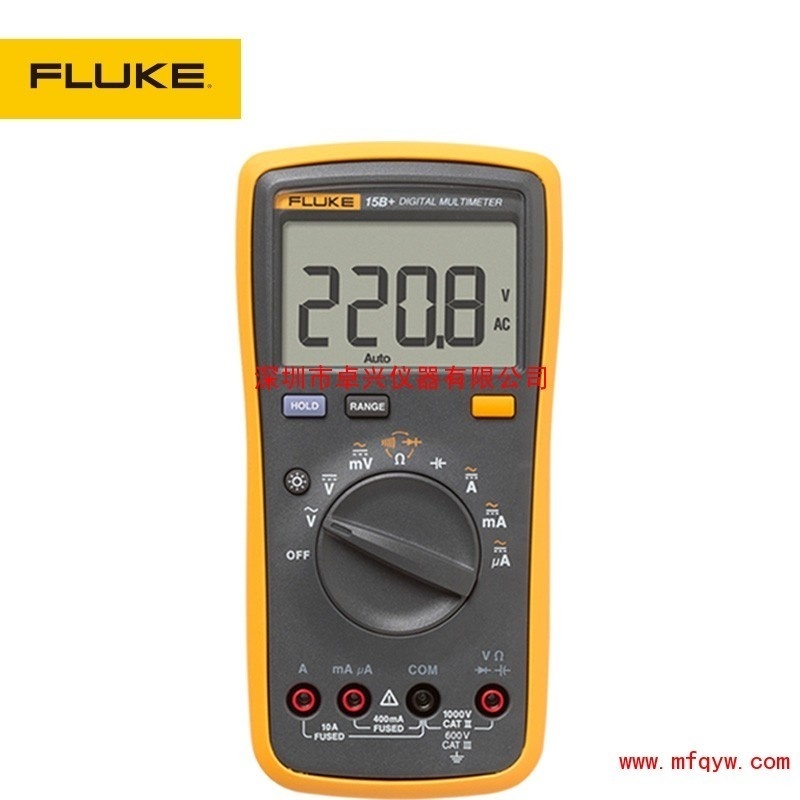 FLUKE®
FLUKE 15B+ DIGITAL MULTIMETER
220.8 V AC
Auto
深圳市卓兴仪器有限公司
HOLD RANGE
mV Ω
V A
V mA
OFF μA
A mA μA COM V Ω
10A FUSED 400mA FUSED 1000V CAT II
600V CAT III
www.mfqyw.com